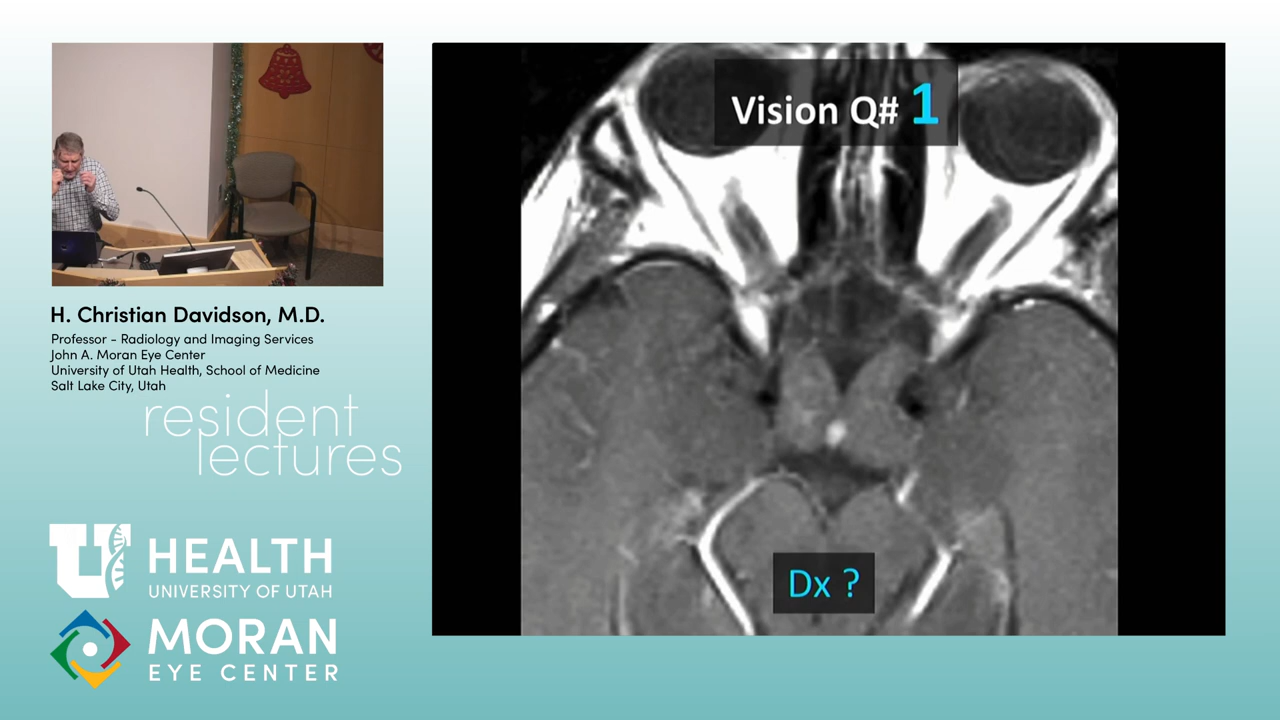 Vision Q# 1
Dx ?
H. Christian Davidson, M.D.
Professor - Radiology and Imaging Services
John A. Moran Eye Center
University of Utah Health, School of Medicine
Salt Lake City, Utah
resident
lectures
U HEALTH
UNIVERSITY OF UTAH
MORAN
EYE CENTER